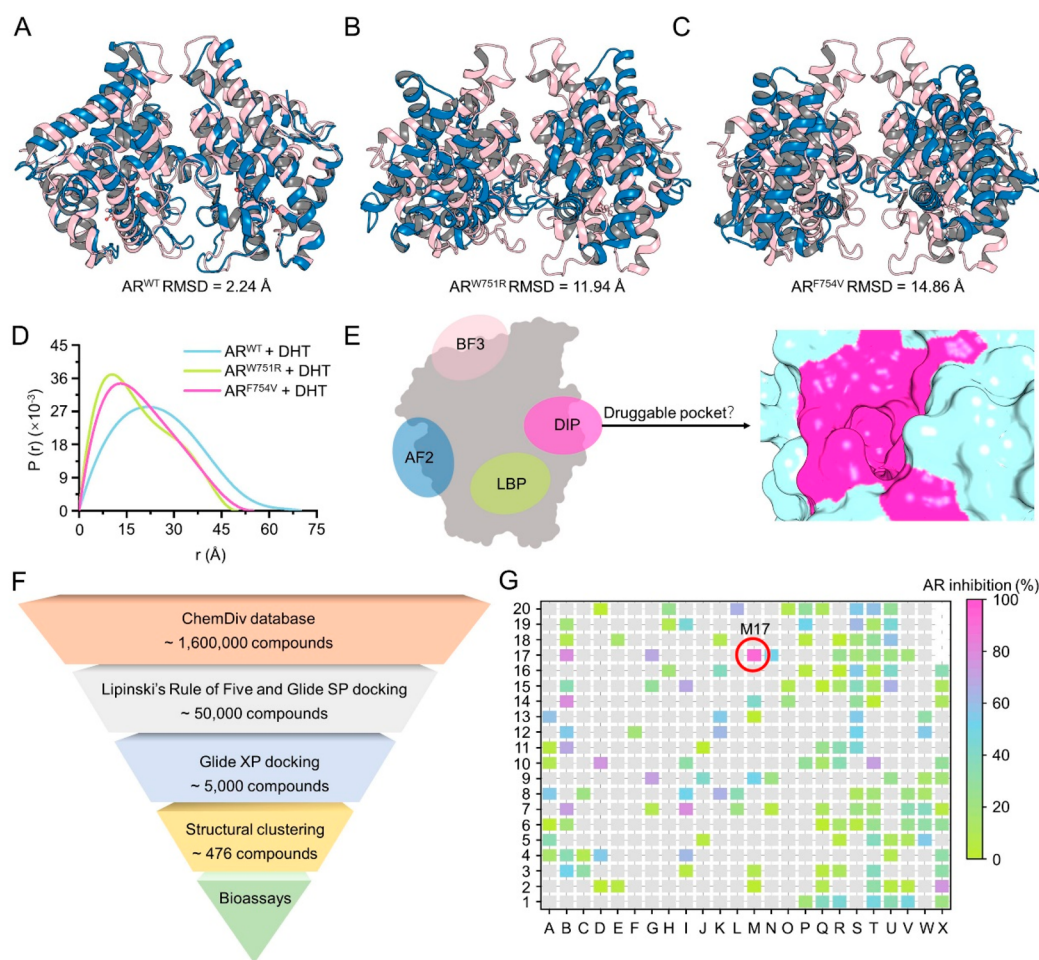 A
B
C
AR^WT RMSD = 2.24 Å
AR^W751R RMSD = 11.94 Å
AR^F754V RMSD = 14.86 Å
D
45
36
27
18
9
0
P (r) (×10⁻³)
0 15 30 45 60 75
r (Å)
AR^WT + DHT
AR^W751R + DHT
AR^F754V + DHT
E
BF3
DIP
AF2
LBP
Druggable pocket?
F
ChemDiv database
~ 1,600,000 compounds
Lipinski's Rule of Five and Glide SP docking
~ 50,000 compounds
Glide XP docking
~ 5,000 compounds
Structural clustering
~ 476 compounds
Bioassays
G
AR inhibition (%)
M17
20
19
18
17
16
15
14
13
12
11
10
9
8
7
6
5
4
3
2
1
A B C D E F G H I J K L M N O P Q R S T U V W X
100
80
60
40
20
0